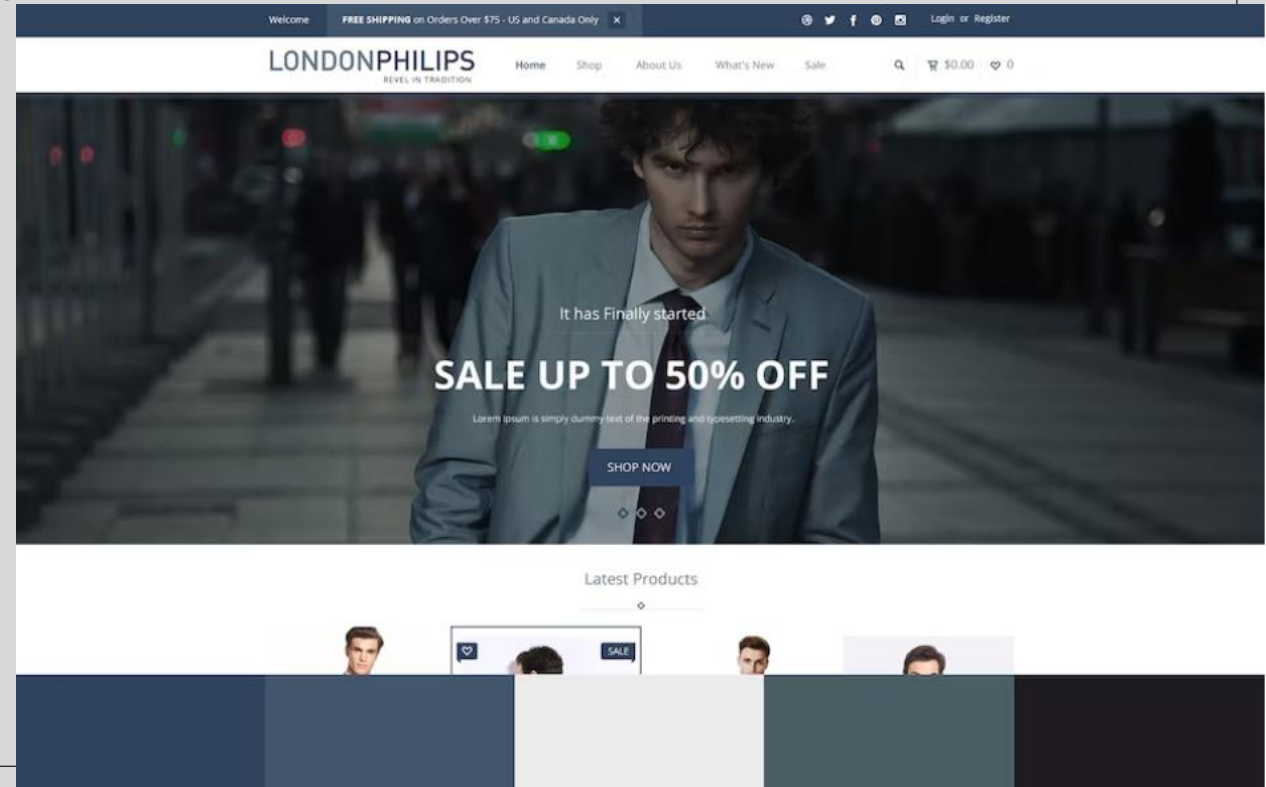 Welcome FREE SHIPPING on Orders Over $75 - US and Canada Only × Login or Register
LONDONPHILIPS
REVEL IN TRADITION
Home Shop About Us What's New Sale $0.00 0
It has Finally started
SALE UP TO 50% OFF
Lorem Ipsum is simply dummy text of the printing and typesetting industry.
SHOP NOW
Latest Products
SALE